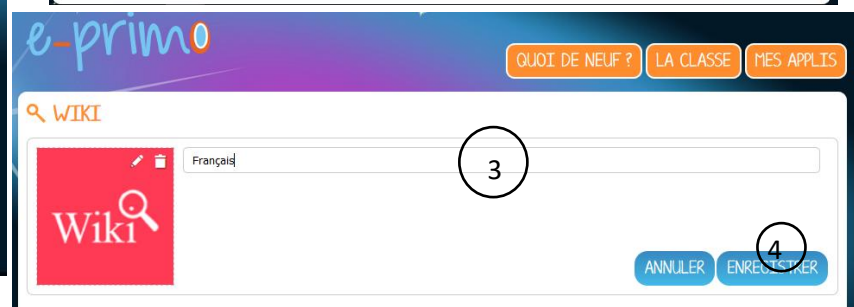 e-primo
QUOI DE NEUF ? LA CLASSE MES APPLIS
WIKI
Français
3
Wiki
4
ANNULER ENREGISTRER